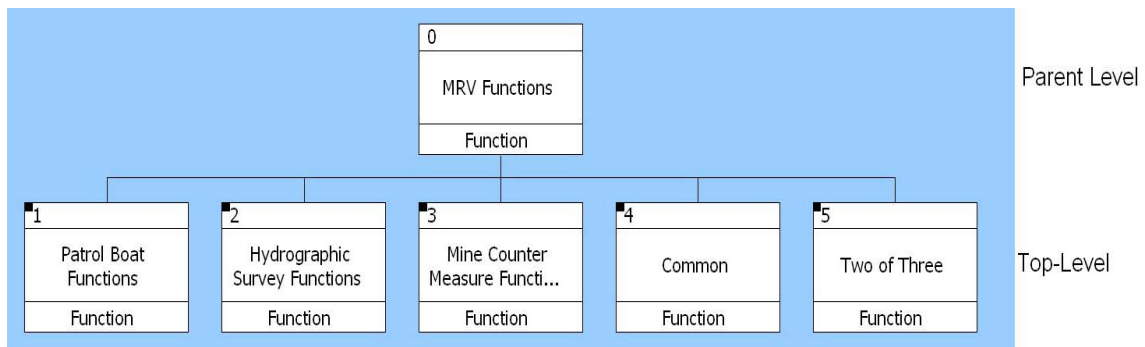 0
MRV Functions
Function
Parent Level
1
Patrol Boat
Functions
Function
2
Hydrographic
Survey Functions
Function
3
Mine Counter
Measure Functi...
Function
4
Common
Function
5
Two of Three
Function
Top-Level